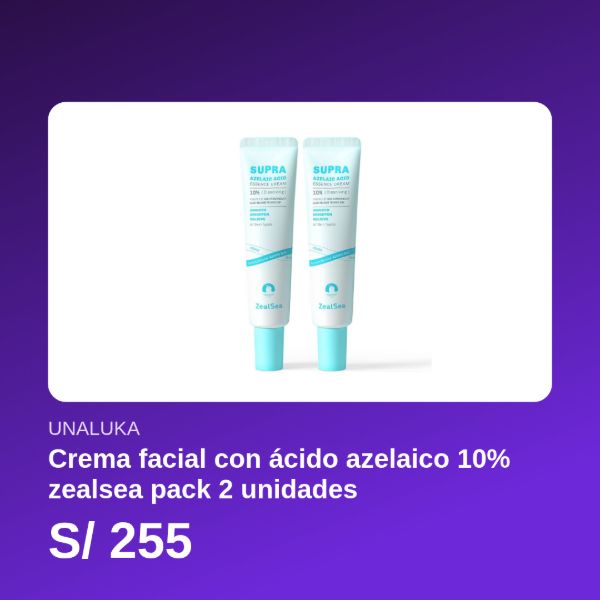 SUPRA
AZELAIC ACID
ESSENCE CREAM
10%
ZealSea
SUPRA
AZELAIC ACID
ESSENCE CREAM
10%
ZealSea
UNALUKA
Crema facial con ácido azelaico 10%
zealsea pack 2 unidades
S/ 255